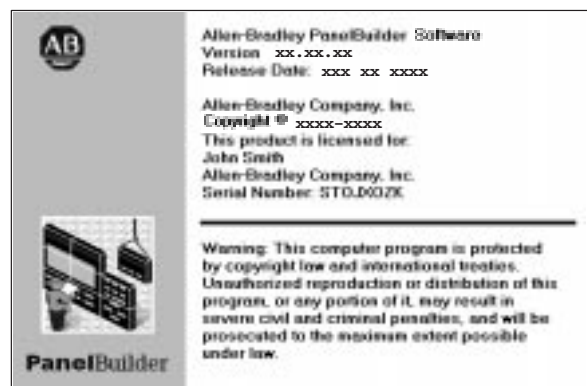 AB
Allen-Bradley PanelBuilder Software
Version xx.xx.xx
Release Date: xxx xx xxxx
Allen-Bradley Company, Inc.
Copyright © xxxx-xxxx
This product is licensed for:
John Smith
Allen-Bradley Company, Inc.
Serial Number:
Warning: This computer program is protected
by copyright law and international treaties.
Unauthorized reproduction or distribution of this
program, or any portion of it, may result in
severe civil and criminal penalties, and will be
prosecuted to the maximum extent possible
under law.
PanelBuilder